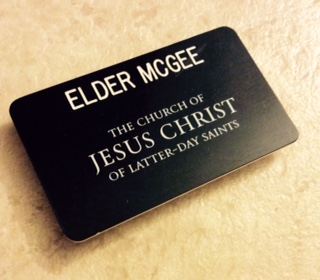 ELDER MCGEE
THE CHURCH OF
JESUS CHRIST
OF LATTER-DAY SAINTS